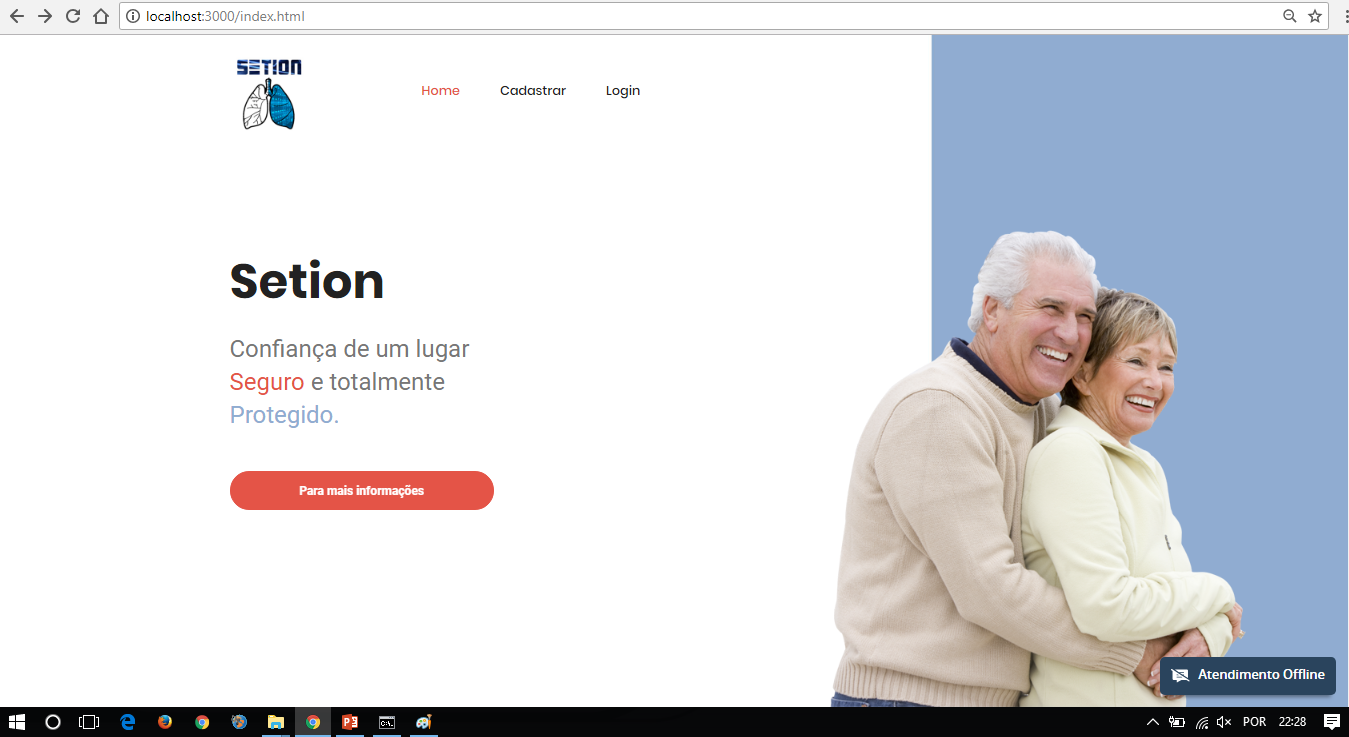 localhost:3000/index.html
SETION
Home Cadastrar Login
Setion
Confiança de um lugar
Seguro e totalmente
Protegido.
Para mais informações
Atendimento Offline
POR 22:28